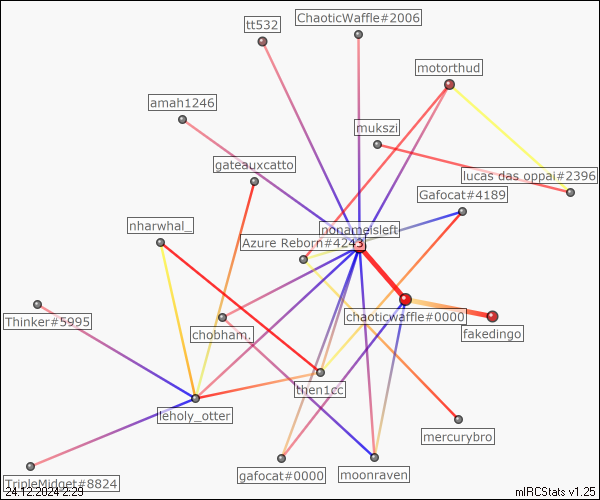 ChaoticWaffle#2006
tt532
motorthud
amah1246
mukszi
gateauxcatto
lucas das oppai#2396
Gafocat#4189
nharwhal_
nonameisleft
Azure Reborn#4243
chaoticwaffle#0000
Thinker#5995
chobham.
fakedingo
then1cc
leholy_otter
mercurybro
gafocat#0000
moonraven
TripleMidget#8824
24.12.2024 2:29
mIRCStats v1.25